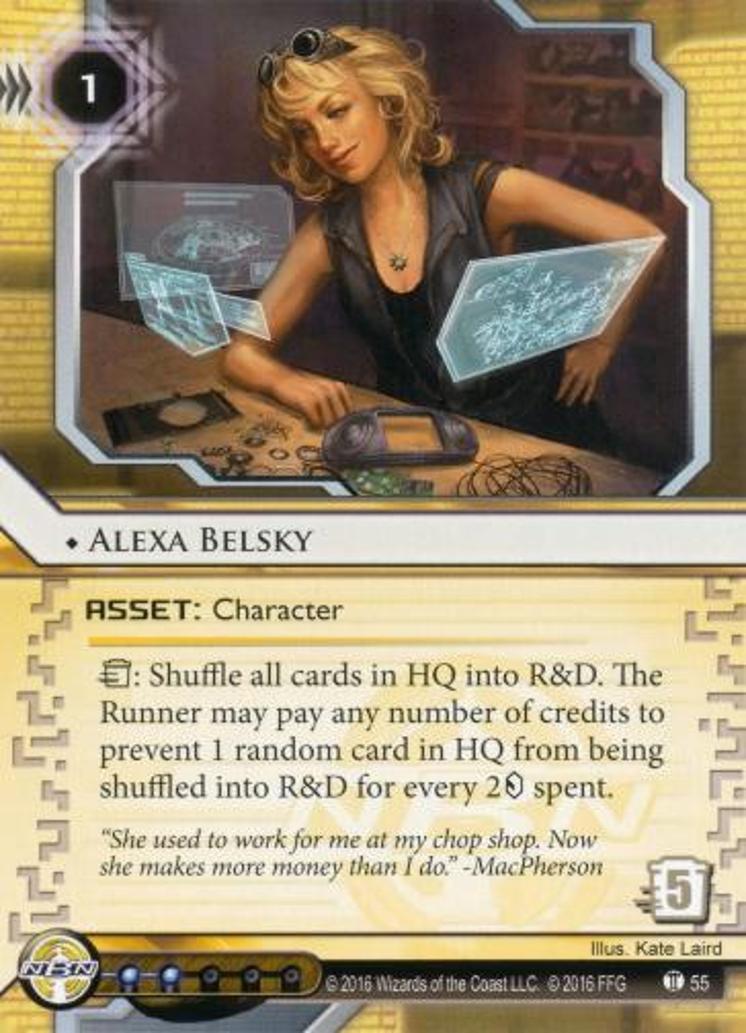 1
◆ ALEXA BELSKY
ASSET: Character
: Shuffle all cards in HQ into R&D. The
Runner may pay any number of credits to
prevent 1 random card in HQ from being
shuffled into R&D for every 2 spent.
“She used to work for me at my chop shop. Now
she makes more money than I do.” -MacPherson
5
Illus. Kate Laird
NBN
© 2016 Wizards of the Coast LLC. © 2016 FFG
55